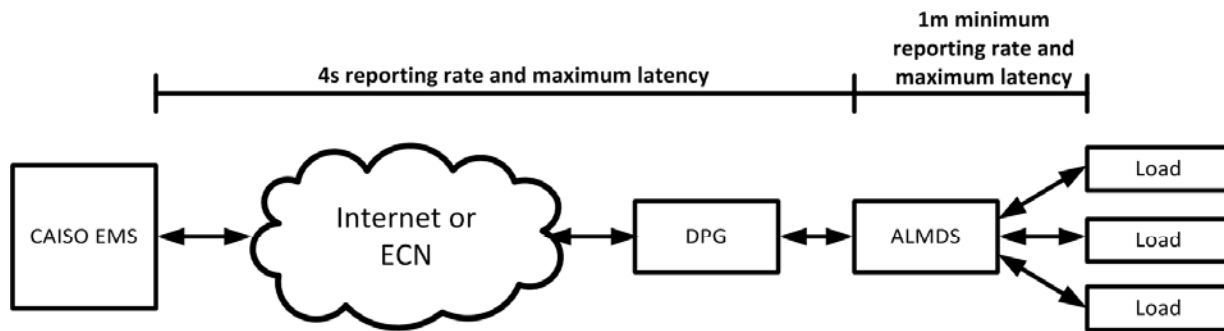 1m minimum
reporting rate and
maximum latency
4s reporting rate and maximum latency
CAISO EMS
Internet or
ECN
DPG
ALMDS
Load
Load
Load